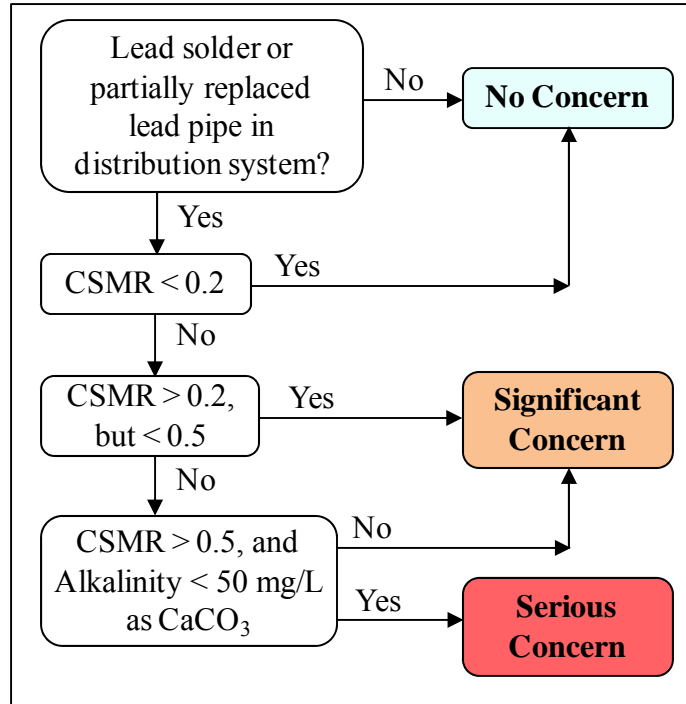 Lead solder or
partially replaced
lead pipe in
distribution system?
No
No Concern
Yes
CSMR < 0.2
Yes
No
CSMR > 0.2,
but < 0.5
Yes
Significant
Concern
No
CSMR > 0.5, and
Alkalinity < 50 mg/L
as CaCO₃
No
Yes
Serious
Concern